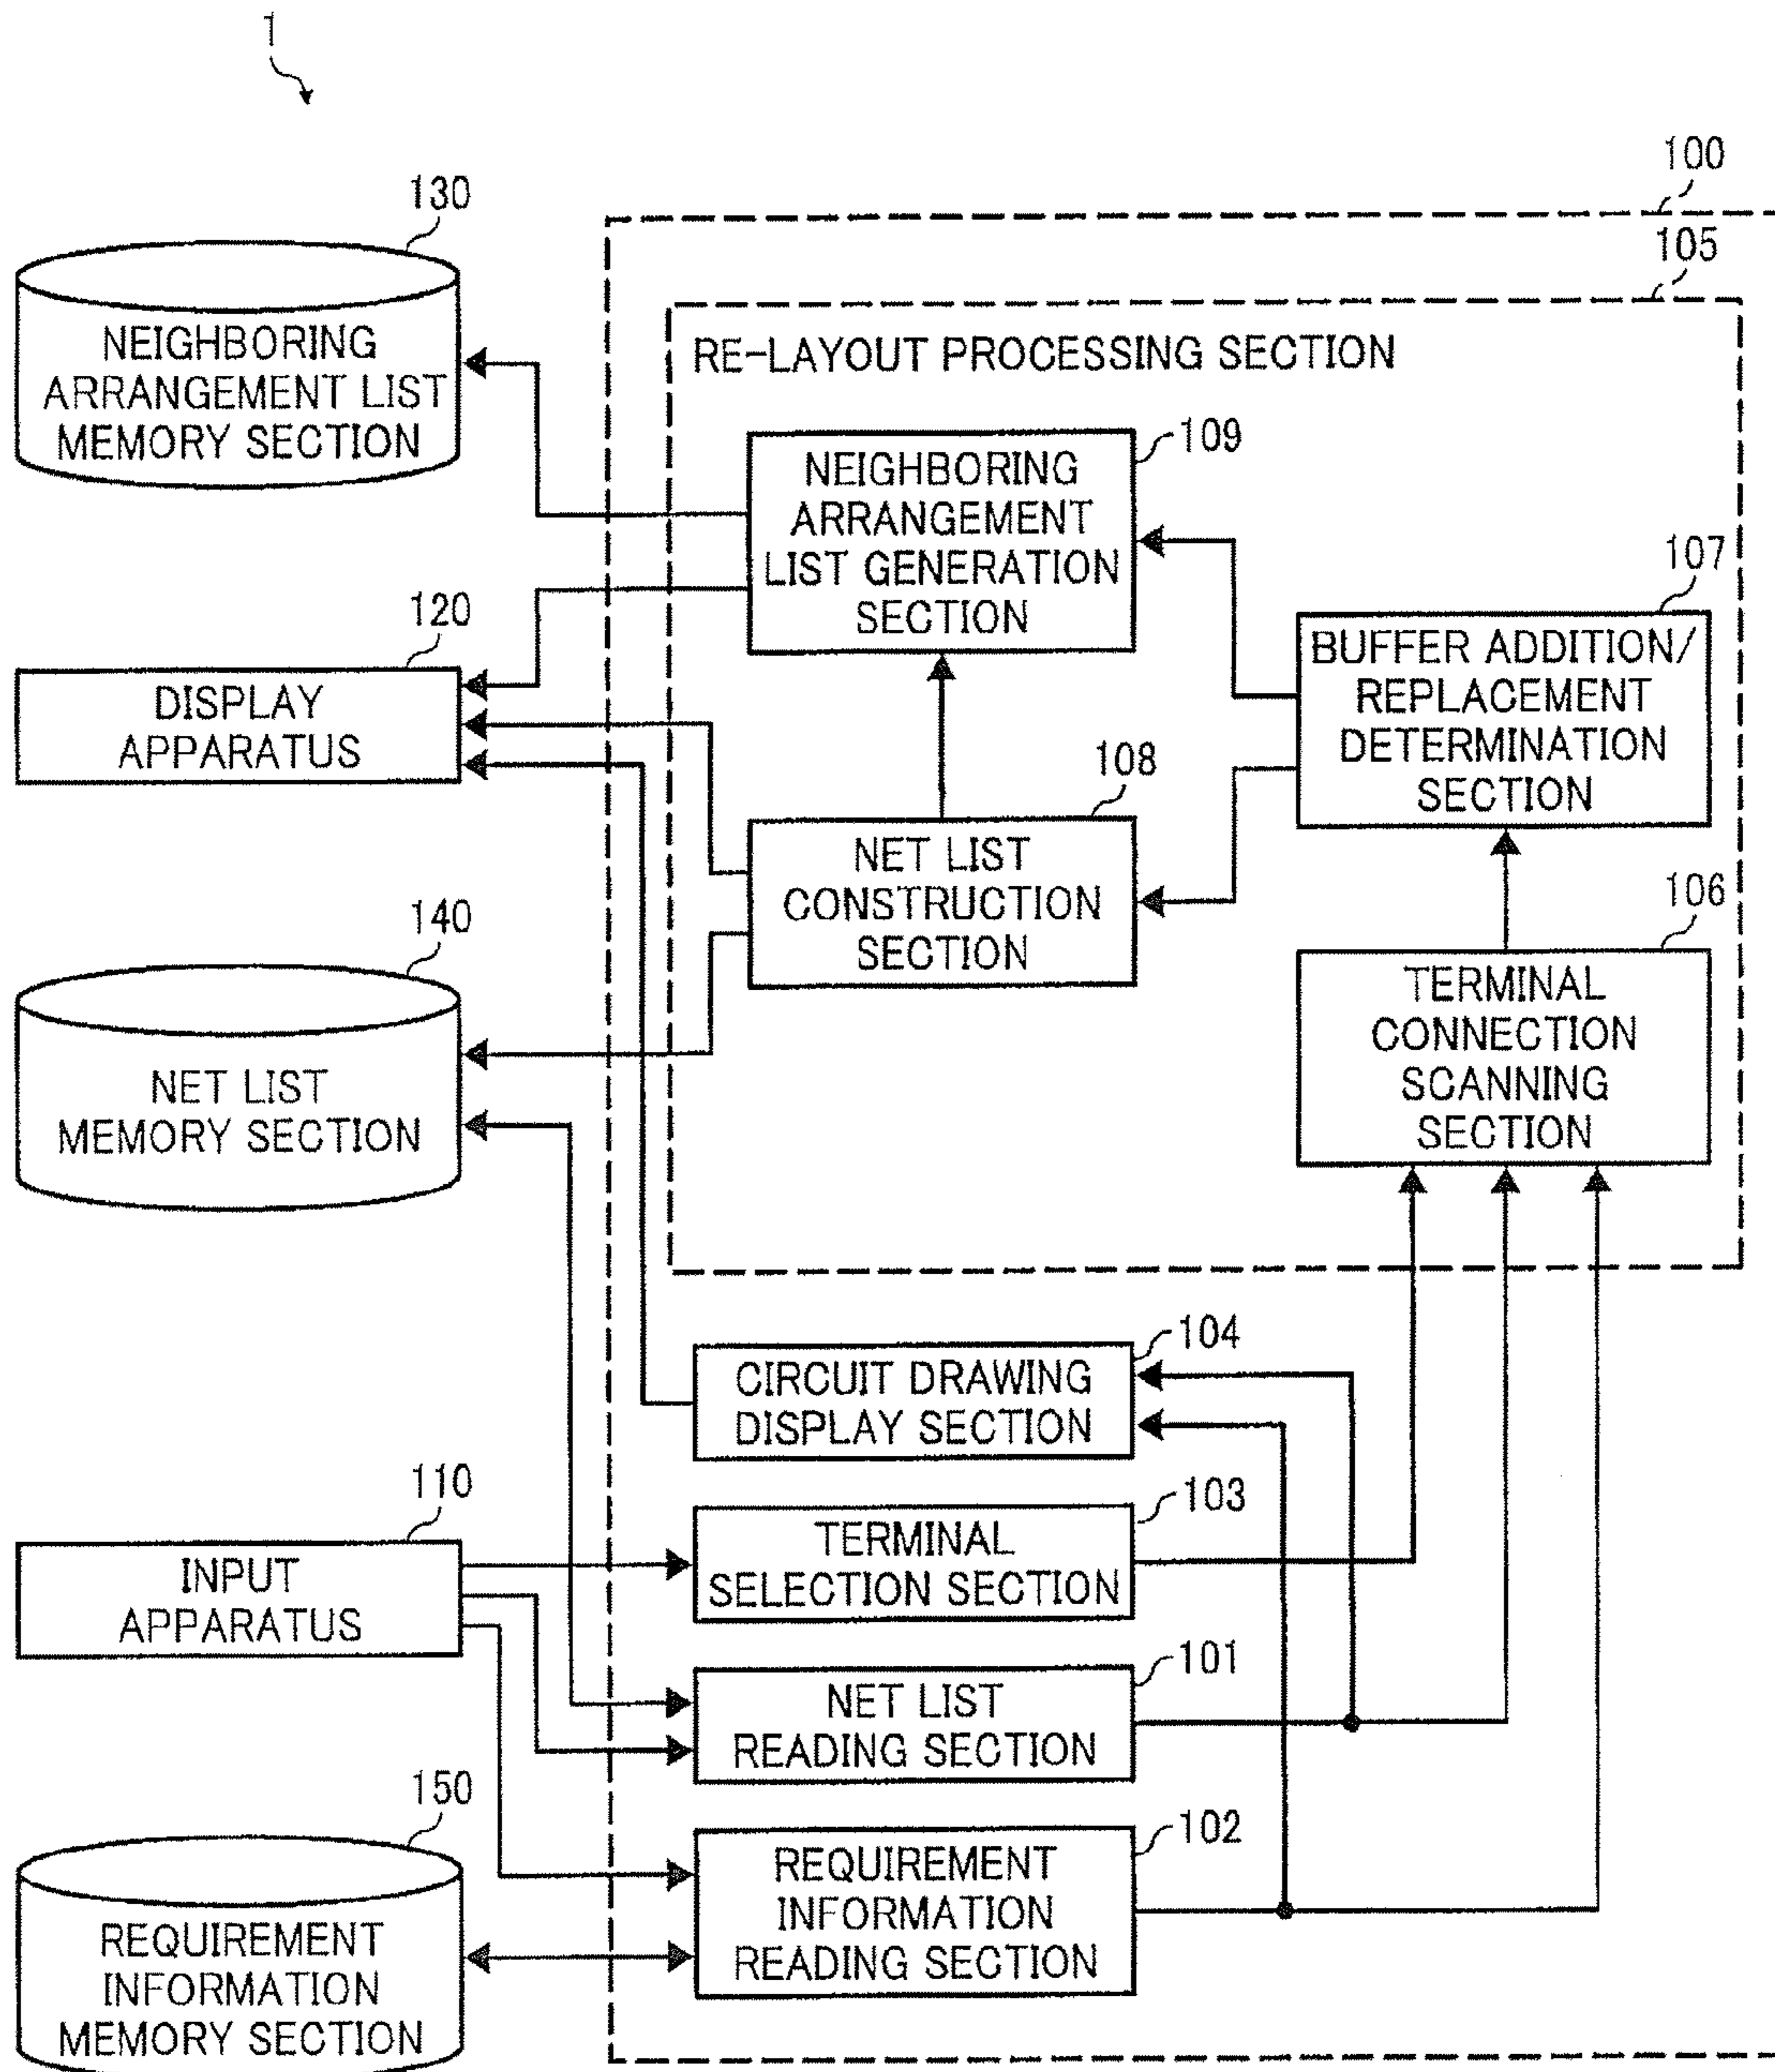 1
100
105
130
NEIGHBORING
ARRANGEMENT LIST
MEMORY SECTION
RE-LAYOUT PROCESSING SECTION
109
NEIGHBORING
ARRANGEMENT
LIST GENERATION
SECTION
107
BUFFER ADDITION/
REPLACEMENT
DETERMINATION
SECTION
120
DISPLAY
APPARATUS
108
NET LIST
CONSTRUCTION
SECTION
106
TERMINAL
CONNECTION
SCANNING
SECTION
140
NET LIST
MEMORY SECTION
104
CIRCUIT DRAWING
DISPLAY SECTION
110
INPUT
APPARATUS
103
TERMINAL
SELECTION SECTION
101
NET LIST
READING SECTION
150
REQUIREMENT
INFORMATION
MEMORY SECTION
102
REQUIREMENT
INFORMATION
READING SECTION